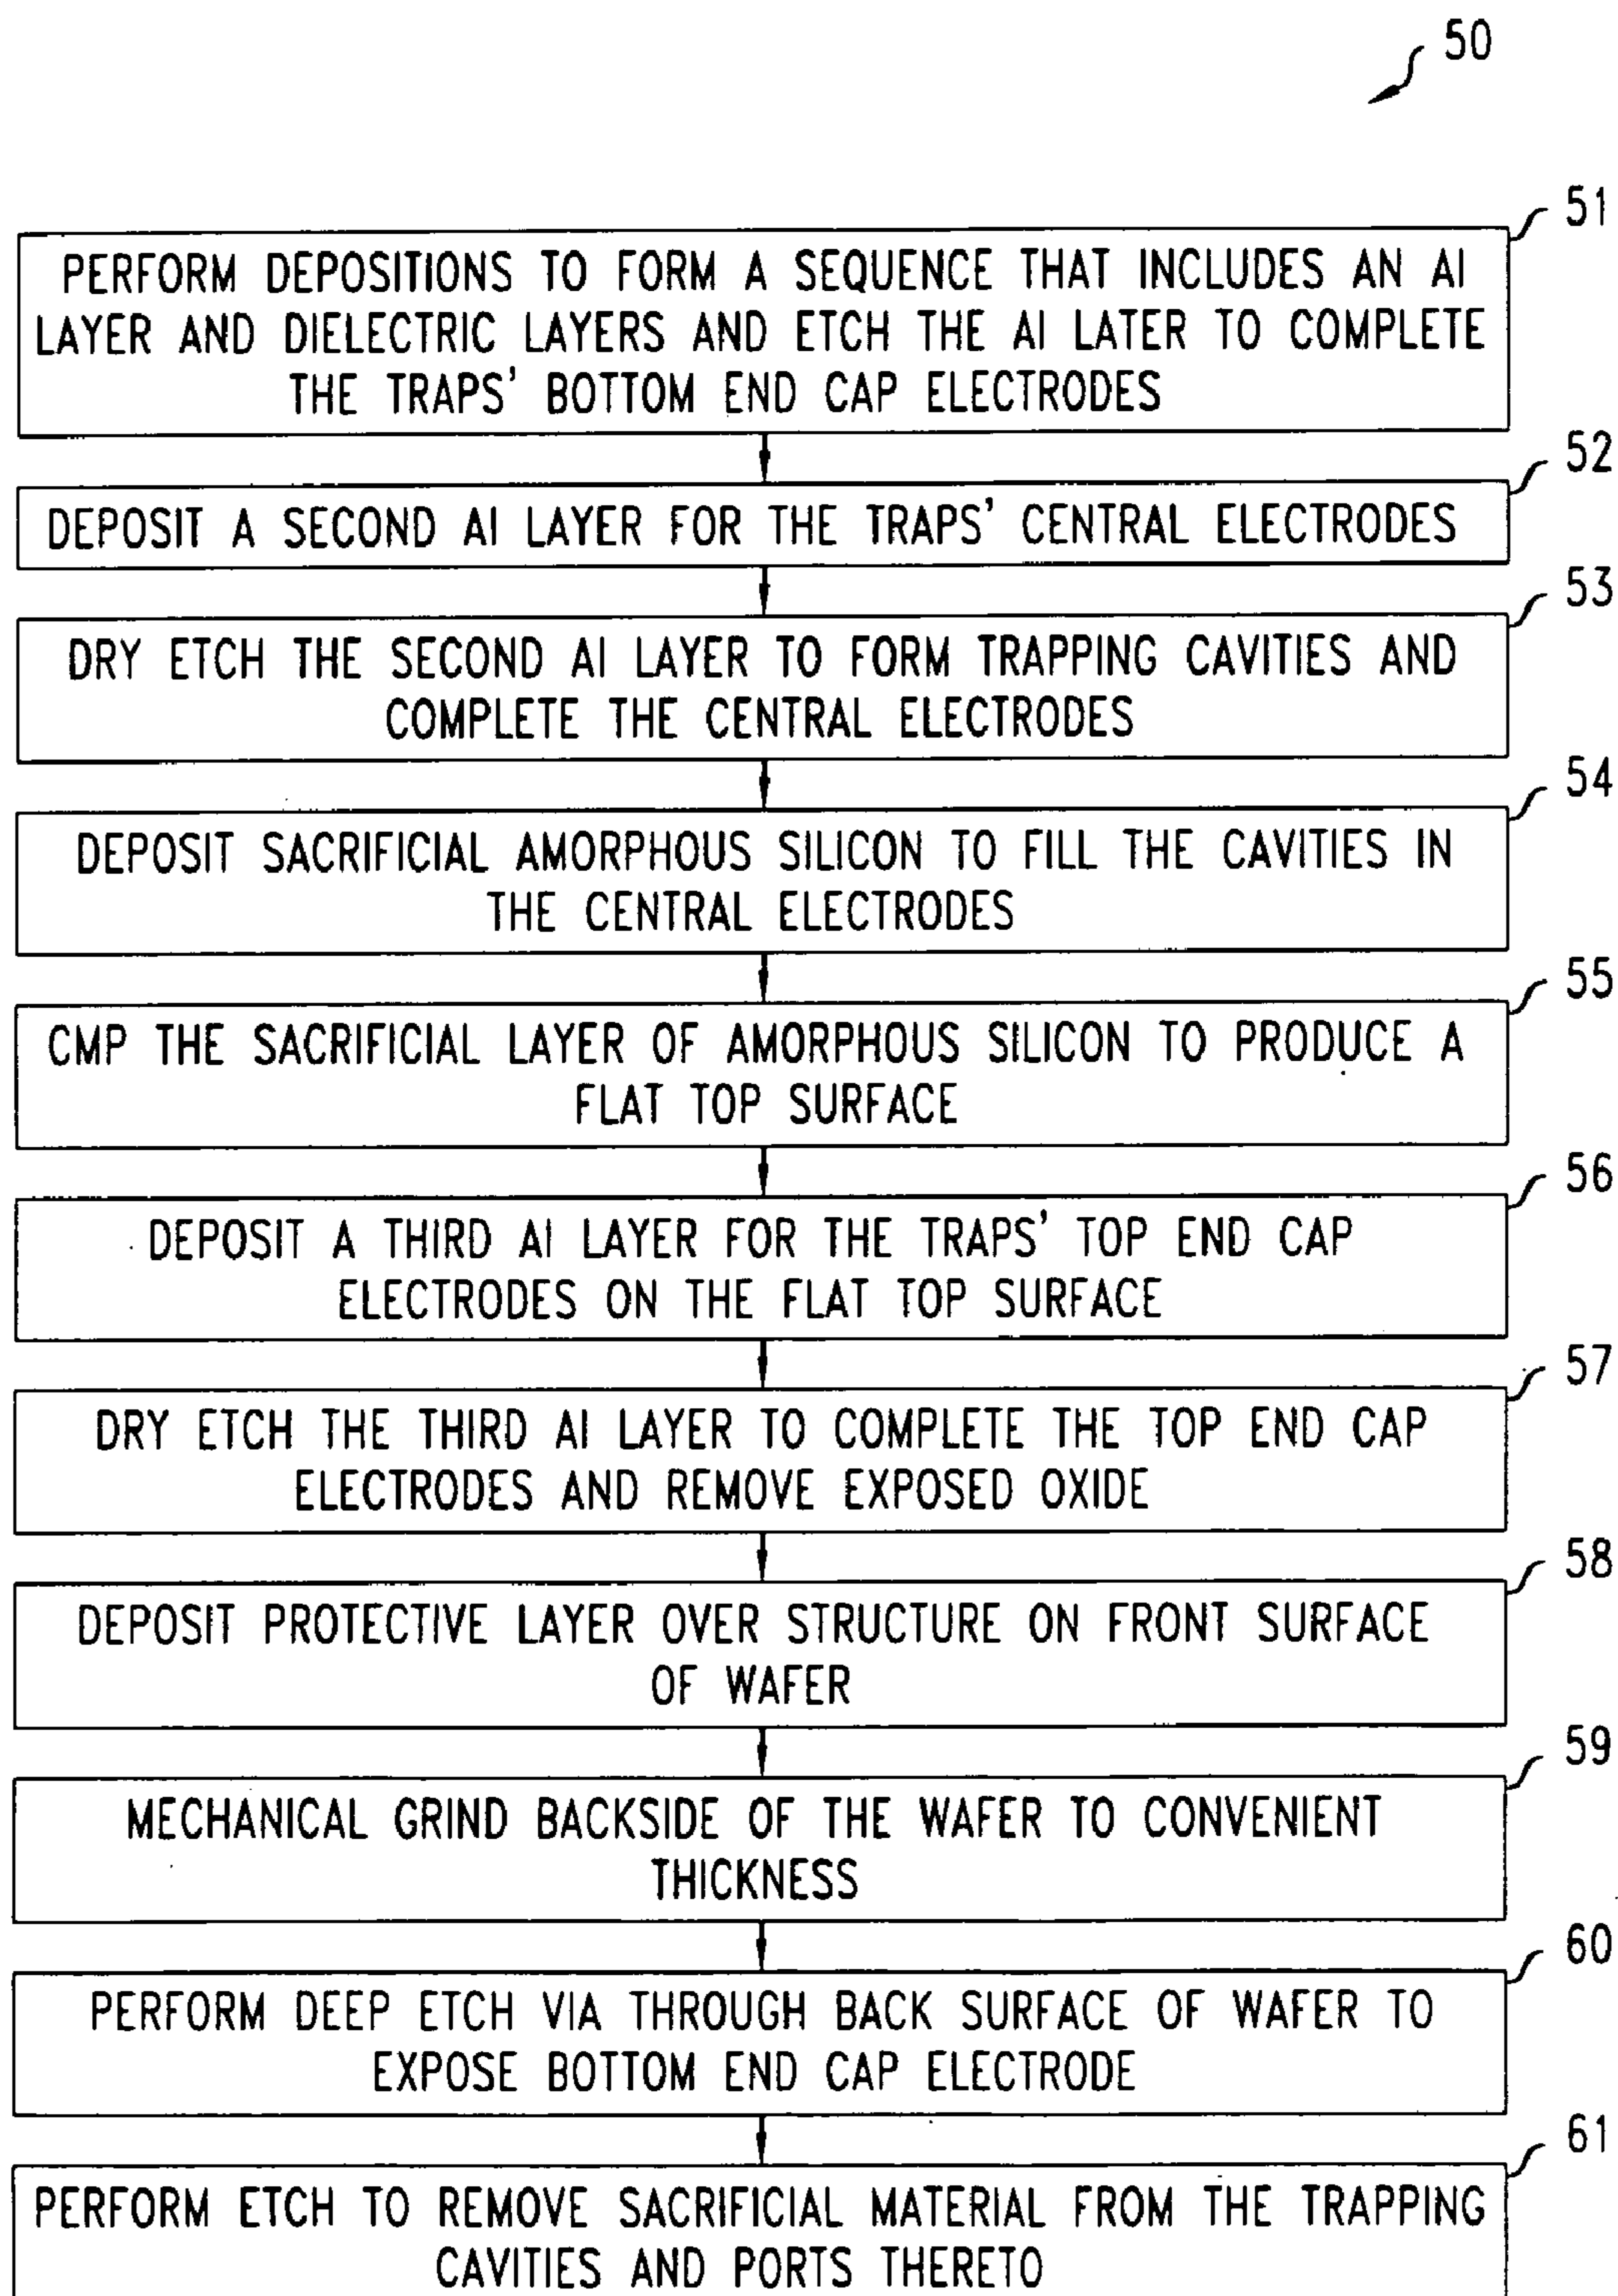 50
51
PERFORM DEPOSITIONS TO FORM A SEQUENCE THAT INCLUDES AN Al
LAYER AND DIELECTRIC LAYERS AND ETCH THE Al LATER TO COMPLETE
THE TRAPS' BOTTOM END CAP ELECTRODES
52
DEPOSIT A SECOND Al LAYER FOR THE TRAPS' CENTRAL ELECTRODES
53
DRY ETCH THE SECOND Al LAYER TO FORM TRAPPING CAVITIES AND
COMPLETE THE CENTRAL ELECTRODES
54
DEPOSIT SACRIFICIAL AMORPHOUS SILICON TO FILL THE CAVITIES IN
THE CENTRAL ELECTRODES
55
CMP THE SACRIFICIAL LAYER OF AMORPHOUS SILICON TO PRODUCE A
FLAT TOP SURFACE
56
DEPOSIT A THIRD Al LAYER FOR THE TRAPS' TOP END CAP
ELECTRODES ON THE FLAT TOP SURFACE
57
DRY ETCH THE THIRD Al LAYER TO COMPLETE THE TOP END CAP
ELECTRODES AND REMOVE EXPOSED OXIDE
58
DEPOSIT PROTECTIVE LAYER OVER STRUCTURE ON FRONT SURFACE
OF WAFER
59
MECHANICAL GRIND BACKSIDE OF THE WAFER TO CONVENIENT
THICKNESS
60
PERFORM DEEP ETCH VIA THROUGH BACK SURFACE OF WAFER TO
EXPOSE BOTTOM END CAP ELECTRODE
61
PERFORM ETCH TO REMOVE SACRIFICIAL MATERIAL FROM THE TRAPPING
CAVITIES AND PORTS THERETO